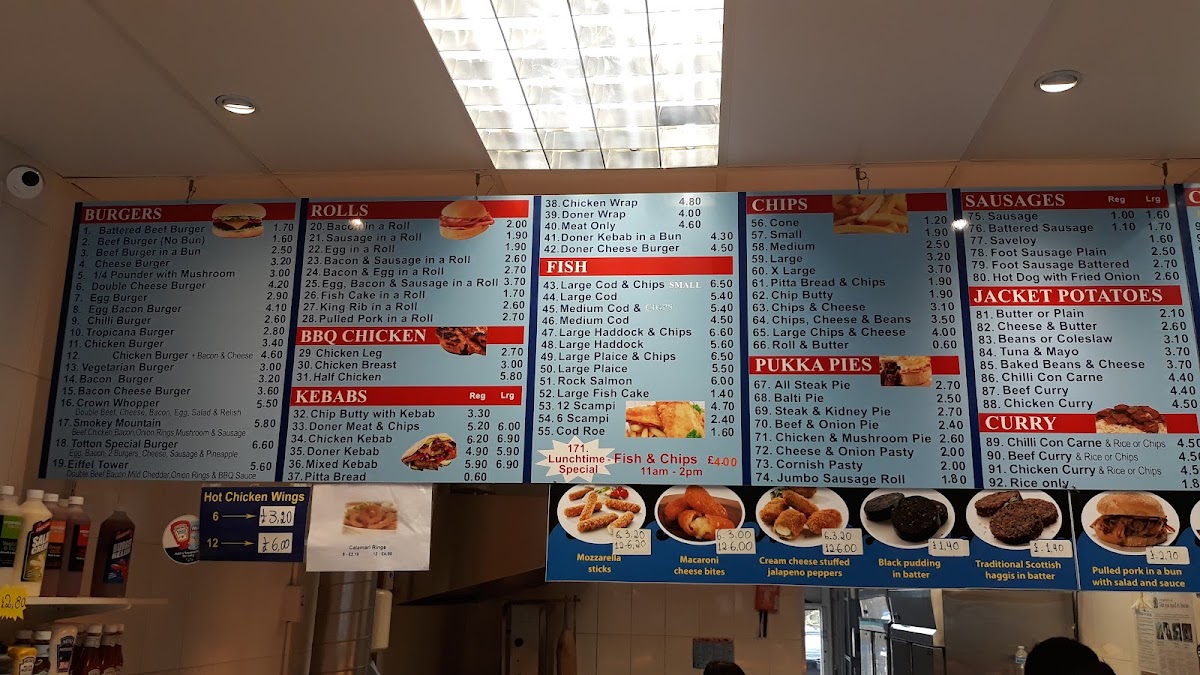 BURGERS
1. Battered Beef Burger 1.70
2. Beef Burger (No Bun) 1.60
3. Beef Burger in a Bun 2.50
4. Cheese Burger 3.20
5. 1/4 Pounder with Mushroom 3.00
6. Double Cheese Burger 4.20
7. Egg Burger 2.90
8. Egg Bacon Burger 4.10
9. Chilli Burger 2.60
10. Tropicana Burger 2.80
11. Chicken Burger 3.40
12. Chicken Burger + Bacon & Cheese 4.60
13. Vegetarian Burger 3.00
14. Bacon Burger 3.20
15. Bacon Cheese Burger 3.60
16. Crown Whopper 5.50
Double Beef, Cheese, Bacon, Egg, Salad & Relish
17. Smokey Mountain 5.80
Beef, Chicken, Bacon, Onion Rings, Mushroom & Sausage
18. Totton Special Burger 6.60
Egg, Bacon, 2 Burgers, Cheese, Sausage & Pineapple
19. Eiffel Tower 5.60
Double Beef, Bacon, Mild Cheddar, Onion Rings & BBQ Sauce
ROLLS
20. Bacon in a Roll 2.00
21. Sausage in a Roll 1.90
22. Egg in a Roll 1.90
23. Bacon & Sausage in a Roll 2.60
24. Bacon & Egg in a Roll 2.70
25. Egg, Bacon & Sausage in a Roll 3.70
26. Fish Cake in a Roll 1.70
27. King Rib in a Roll 2.60
28. Pulled Pork in a Roll 2.70
BBQ CHICKEN
29 Chicken Leg 2.70
30. Chicken Breast 3.00
31. Half Chicken 5.80
KEBABS Reg Lrg
32. Chip Butty with Kebab 3.30
33. Doner Meat & Chips 5.20 6.00
34. Chicken Kebab 6.20 6.90
35. Doner Kebab 4.90 5.90
36. Mixed Kebab 5.90 6.90
37. Pitta Bread 0.60
38. Chicken Wrap 4.80
39. Doner Wrap 4.00
40. Meat Only 4.60
41. Doner Kebab in a Bun 4.30
42. Doner Cheese Burger 4.50
FISH
43. Large Cod & Chips SMALL 6.50
44. Large Cod 5.40
45. Medium Cod & CHIPS 5.40
46. Medium Cod 4.50
47. Large Haddock & Chips 6.60
48. Large Haddock 5.60
49. Large Plaice & Chips 6.50
50. Large Plaice 5.50
51. Rock Salmon 6.00
52. Large Fish Cake 1.40
53. 12 Scampi 4.70
54. 6 Scampi 2.40
55. Cod Roe 1.60
171.
Lunchtime
Special
Fish & Chips £4.00
11am - 2pm
CHIPS
56. Cone 1.20
57. Small 1.90
58. Medium 2.50
59. Large 3.20
60. X Large 3.70
61. Pitta Bread & Chips 1.90
62. Chip Butty 1.90
63. Chips & Cheese 3.10
64. Chips, Cheese & Beans 3.50
65. Large Chips & Cheese 4.00
66. Roll & Butter 0.60
PUKKA PIES
67. All Steak Pie 2.70
68. Balti Pie 2.50
69. Steak & Kidney Pie 2.70
70. Beef & Onion Pie 2.40
71. Chicken & Mushroom Pie 2.60
72. Cheese & Onion Pasty 2.00
73. Cornish Pasty 2.00
74. Jumbo Sausage Roll 1.80
SAUSAGES Reg Lrg
75. Sausage 1.00 1.60
76. Battered Sausage 1.10 1.70
77. Saveloy 1.60
78. Foot Sausage Plain 2.50
79. Foot Sausage Battered 2.70
80. Hot Dog with Fried Onion 2.60
JACKET POTATOES
81. Butter or Plain 2.10
82. Cheese & Butter 2.60
83. Beans or Coleslaw 3.10
84. Tuna & Mayo 3.70
85. Baked Beans & Cheese 3.70
86. Chilli Con Carne 4.40
87. Beef Curry 4.40
88. Chicken Curry 4.50
CURRY
89. Chilli Con Carne & Rice or Chips 4.50
90. Beef Curry & Rice or Chips
91. Chicken Curry & Rice or Chips
92. Rice only
Hot Chicken Wings
6 £3.20
12 £6.00
Calamari Rings
Mozzarella
sticks
6-3.20
12-6.20
Macaroni
cheese bites
6-3.00
12-6.00
Cream cheese stuffed
jalapeno peppers
6-3.20
12-6.00
Black pudding
in batter
£1.40
Traditional Scottish
haggis in batter
£1.40
Pulled pork in a bun
with salad and sauce
£2.70
£2.80